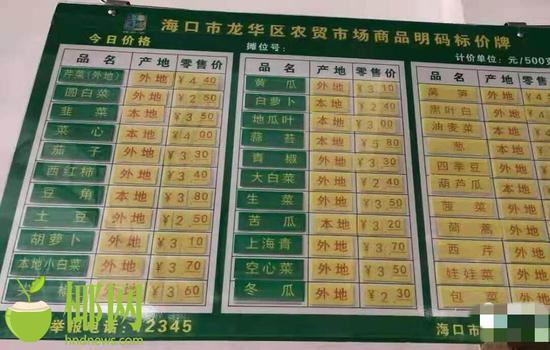 海口市龙华区农贸市场商品明码标价牌
今日价格 摊位号: 计价单位: 元/500克
品名 产地 零售价
芹菜(外地) 外地 ¥4 40
圆白菜 外地 ¥2 50
韭菜 本地 ¥3 50
菜心 本地 ¥4 00
茄子 外地 ¥3 30
西红柿 外地 ¥3 40
豆角 本地 ¥3 80
土豆 外地 ¥2 50
胡萝卜 外地 ¥3 10
本地小白菜 本地 ¥3 70
外地 ¥3 60
品名 产地 零售价
黄瓜 外地 ¥3 10
白萝卜 本地 ¥2 40
地瓜叶 本地 ¥3
蒜苔 外地 ¥5 80
青椒 外地 ¥3 30
大白菜 外地 ¥2
生菜 外地 ¥3 50
苦瓜 本地
上海青 外地 ¥3
空心菜 外地 ¥3 50
冬瓜 外地 ¥2 30
品名 产地
莴笋 外地
黑叶白 本地
油麦菜 外地
葱 外地
四季豆 外地
葫芦瓜 本地
菠菜 外地
茼蒿 外地
西芹 外地
娃娃菜 外地
包菜 外地
举报电话: 12345 海口市
椰网
hndnews.com